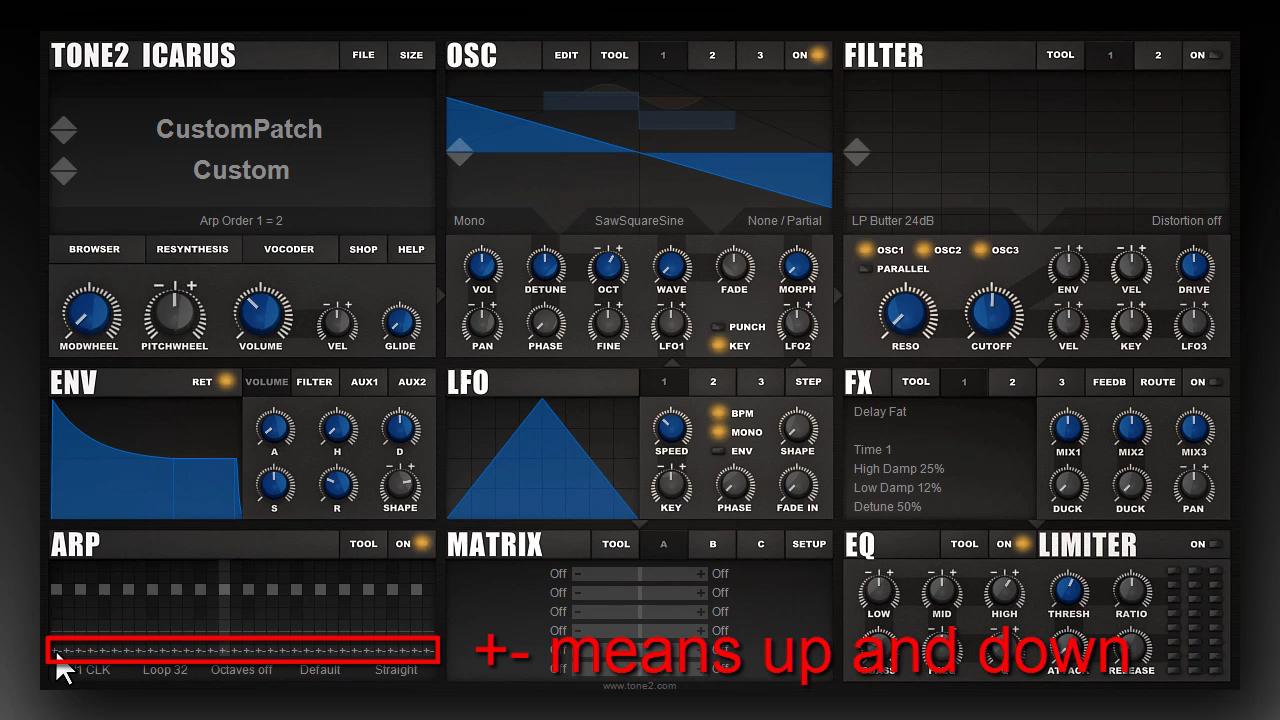 TONE2 ICARUS
FILE
SIZE
CustomPatch
Custom
Arp Order 1 = 2
BROWSER
RESYNTHESIS
VOCODER
SHOP
HELP
MODWHEEL
PITCHWHEEL
VOLUME
VEL
GLIDE
OSC
EDIT
TOOL
1
2
3
ON
Mono
SawSquareSine
None / Partial
VOL
DETUNE
OCT
WAVE
FADE
MORPH
PAN
PHASE
FINE
LFO1
PUNCH
KEY
LFO2
FILTER
TOOL
1
2
ON
LP Butter 24dB
Distortion off
OSC1
OSC2
OSC3
PARALLEL
ENV
VEL
DRIVE
RESO
CUTOFF
VEL
KEY
LFO3
ENV
RET
VOLUME
FILTER
AUX1
AUX2
A
H
D
S
R
SHAPE
LFO
1
2
3
STEP
SPEED
BPM
MONO
ENV
SHAPE
KEY
PHASE
FADE IN
FX
TOOL
1
2
3
FEEDB
ROUTE
ON
Delay Fat
Time 1
High Damp 25%
Low Damp 12%
Detune 50%
MIX1
MIX2
MIX3
DUCK
DUCK
PAN
ARP
TOOL
ON
1 CLK
Loop 32
Octaves off
Default
Straight
MATRIX
TOOL
A
B
C
SETUP
Off - + Off
Off - + Off
Off - + Off
Off - + Off
EQ
TOOL
ON
LIMITER
ON
LOW
MID
HIGH
THRESH
RATIO
+- means up and down
RELEASE
www.tone2.com